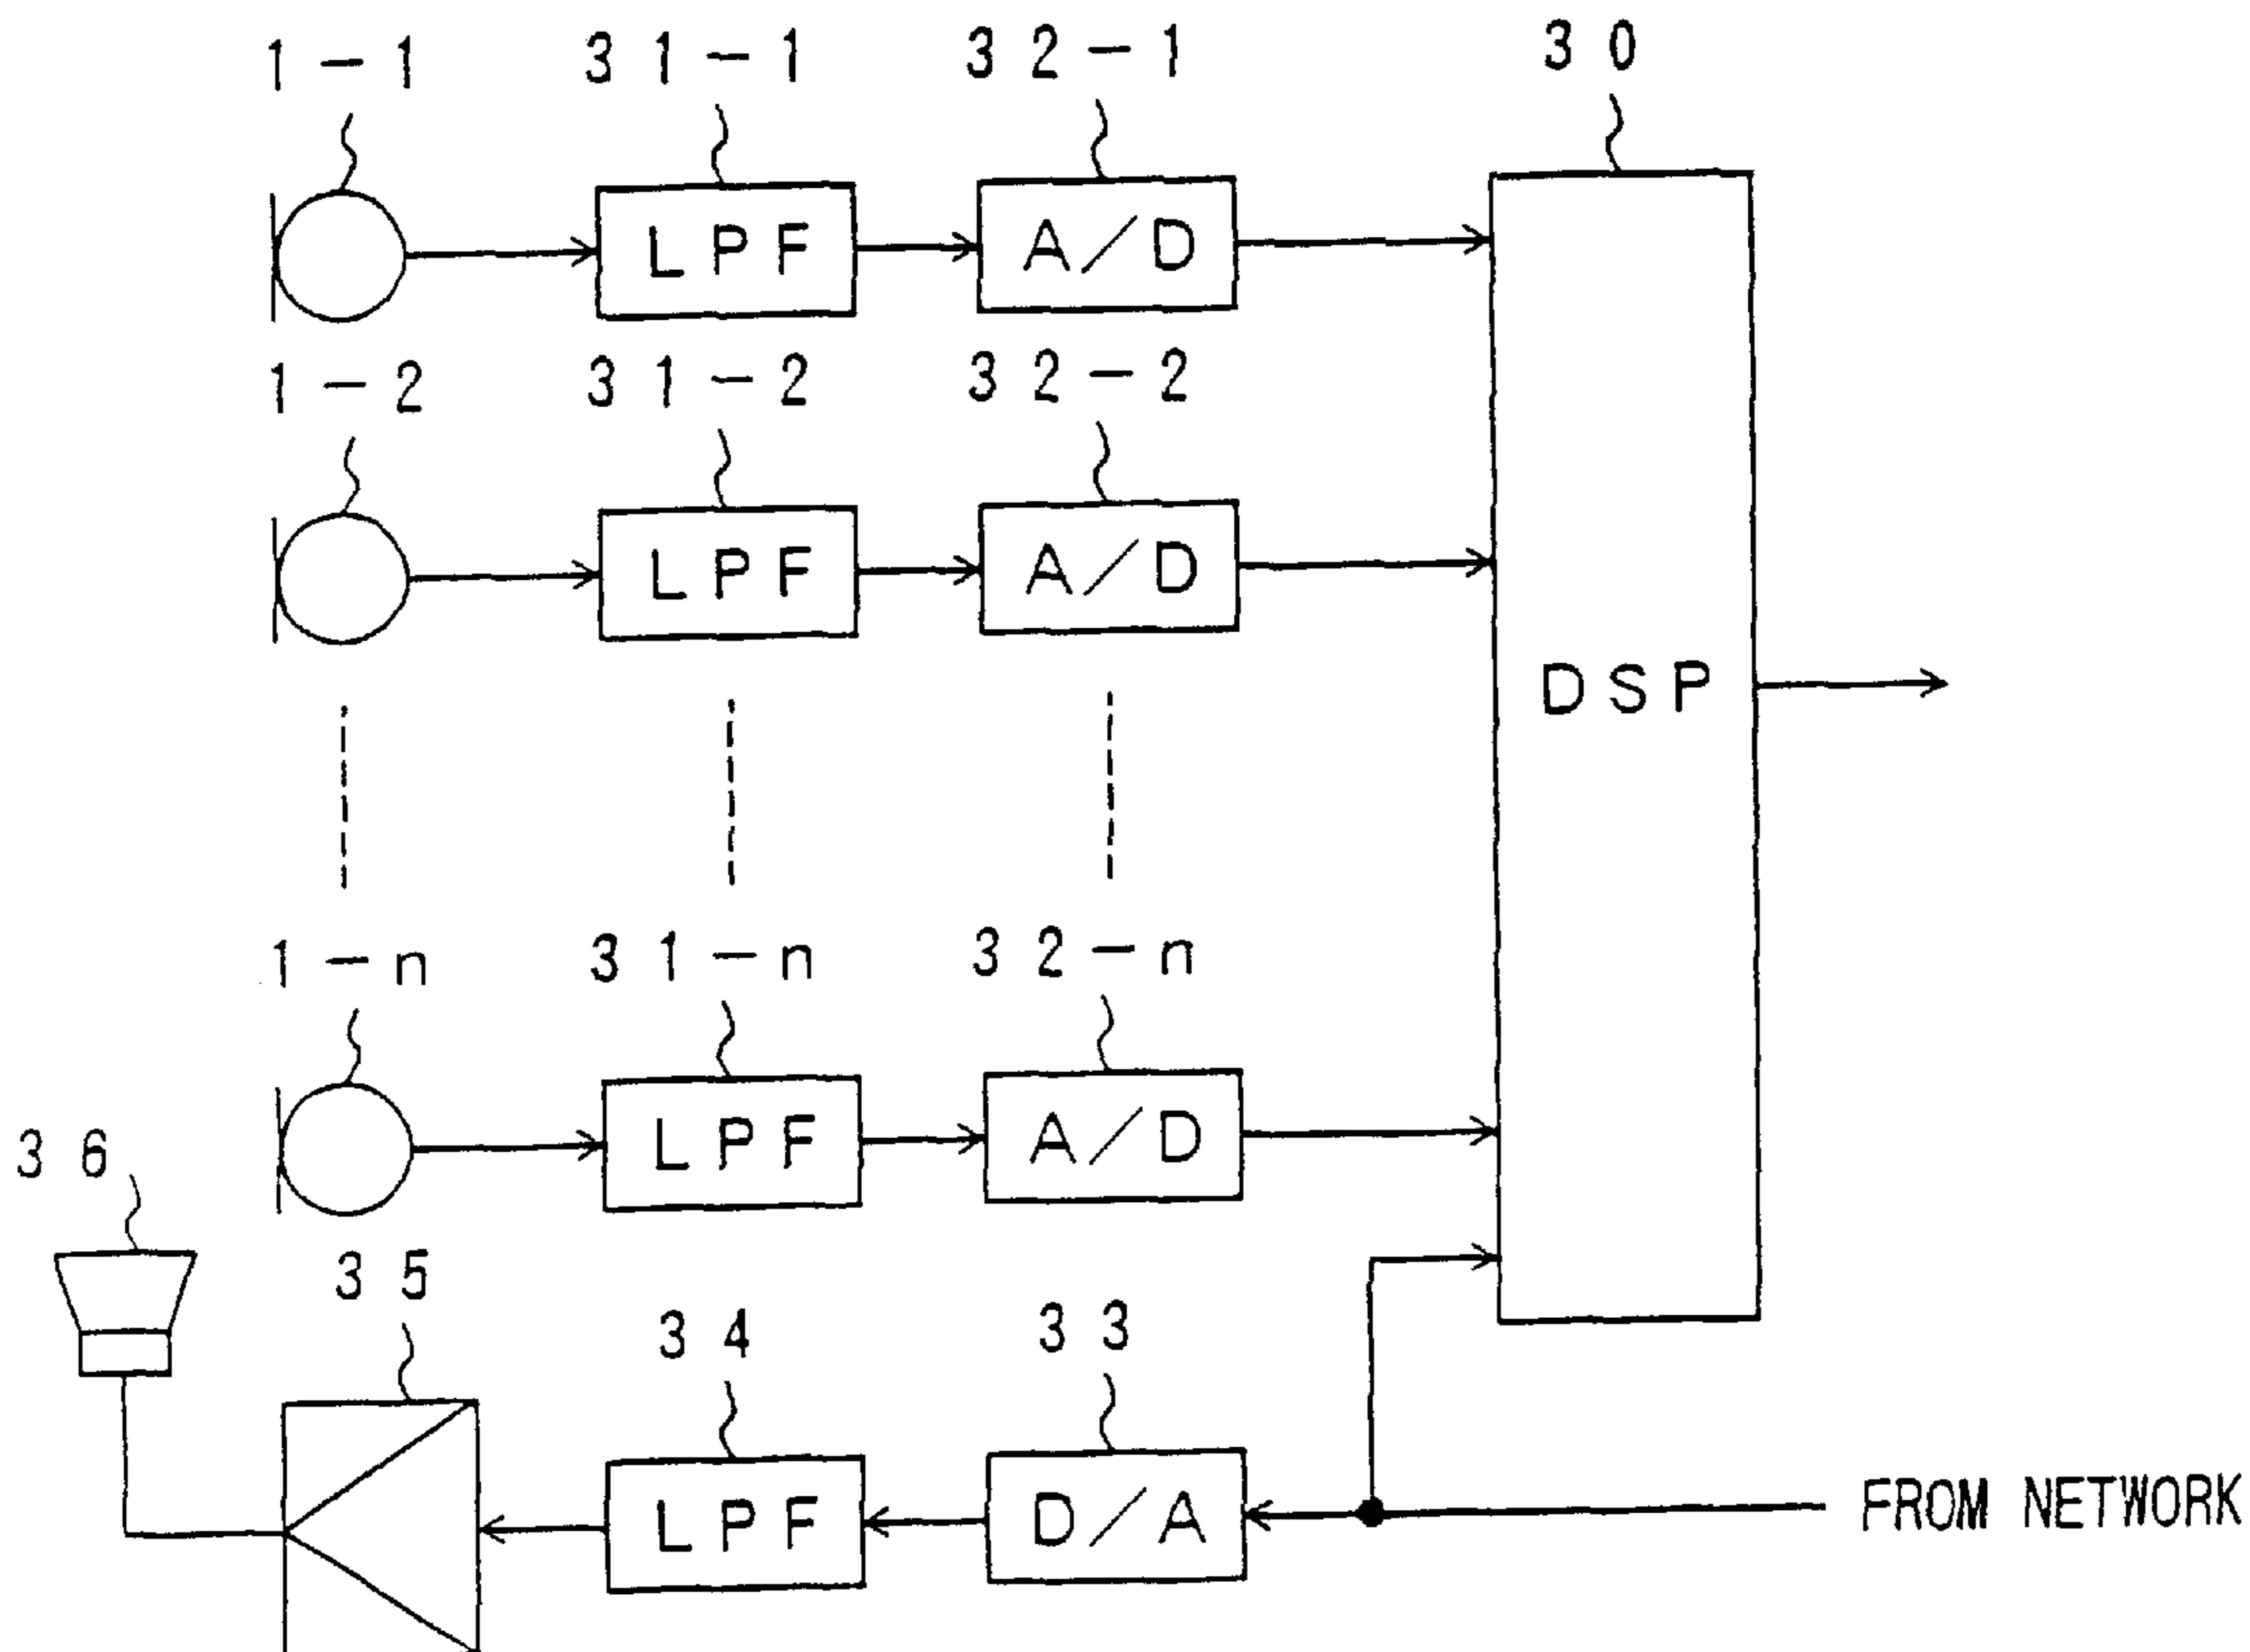 1-1 31-1 32-1 30
LPF A/D
1-2 31-2 32-2
LPF A/D
DSP
1-n 31-n 32-n
LPF A/D
36
35 34 33
LPF D/A FROM NETWORK